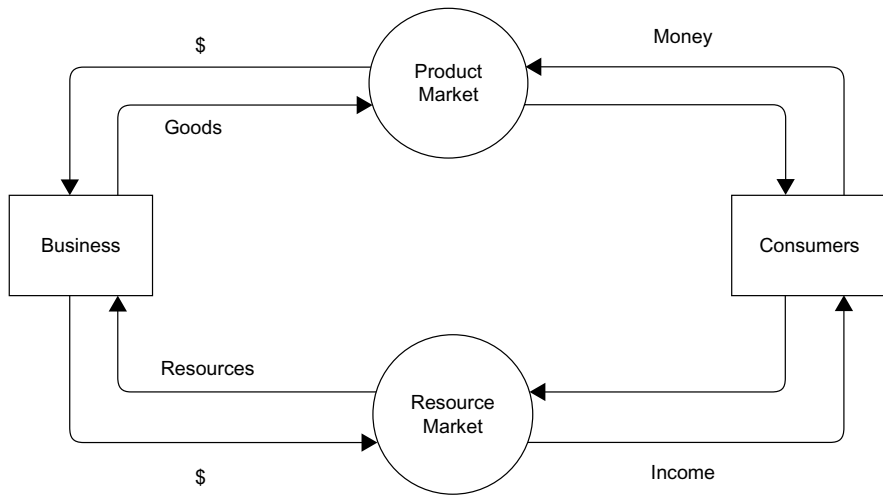 $
Money
Product
Market
Goods
Business
Consumers
Resources
Resource
Market
$
Income